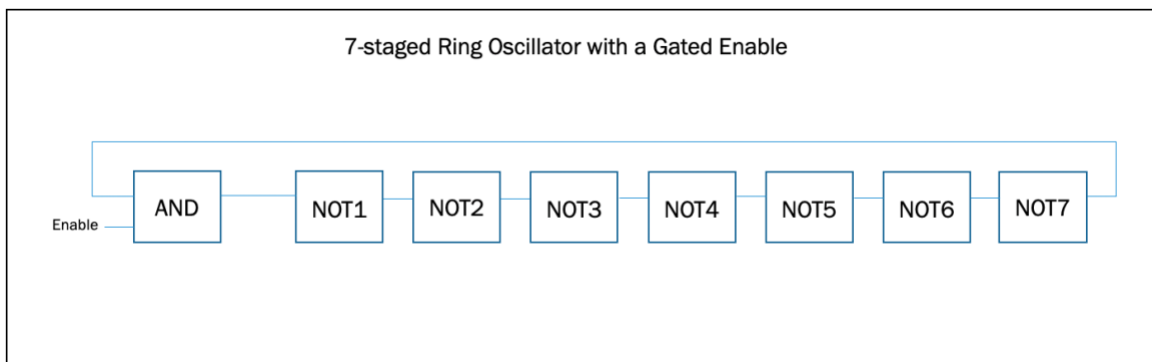 7-staged Ring Oscillator with a Gated Enable
AND
NOT1
NOT2
NOT3
NOT4
NOT5
NOT6
NOT7
Enable